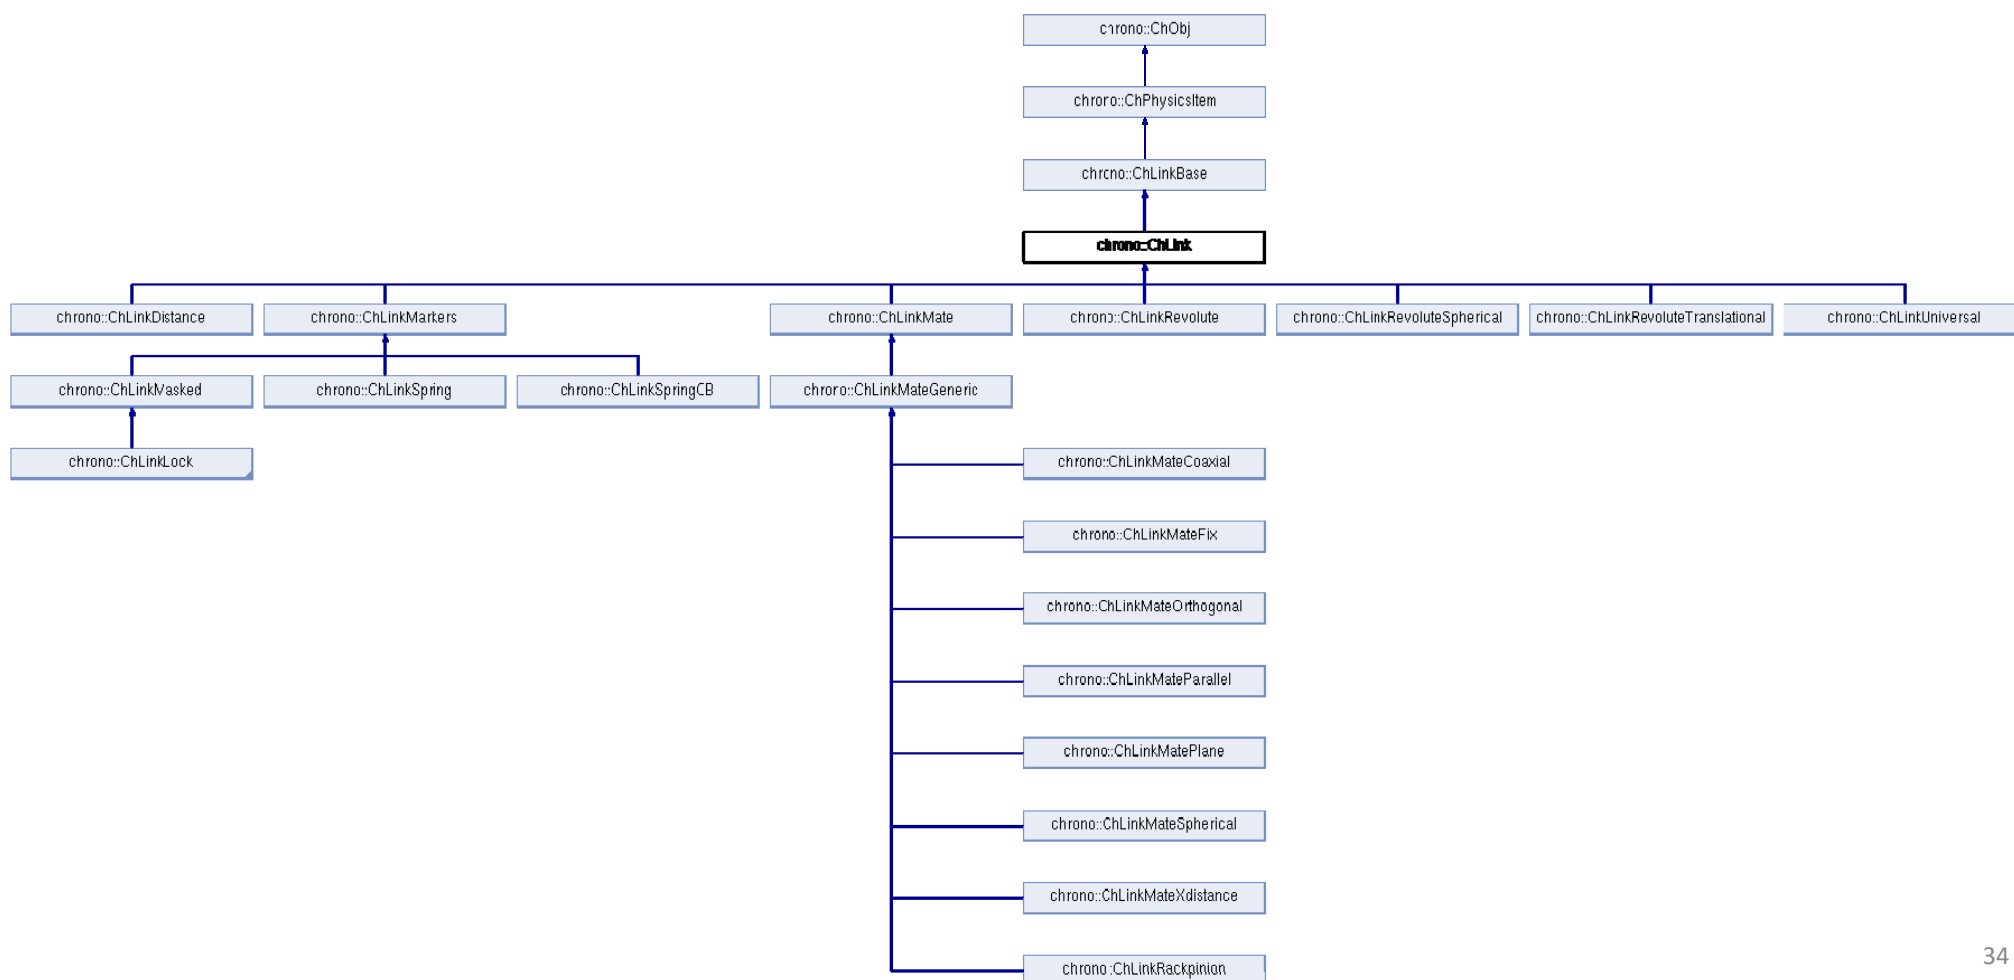 chrono::ChObj
chrono::ChPhysicsItem
chrono::ChLinkBase
chrono::ChLink
chrono::ChLinkDistance
chrono::ChLinkMarkers
chrono::ChLinkMate
chrono::ChLinkRevolute
chrono::ChLinkRevoluteSpherical
chrono::ChLinkRevoluteTranslational
chrono::ChLinkUniversal
chrono::ChLinkMasked
chrono::ChLinkSpring
chrono::ChLinkSpringCB
chrono::ChLinkMateGeneric
chrono::ChLinkLock
chrono::ChLinkMateCoaxial
chrono::ChLinkMateFix
chrono::ChLinkMateOrthogonal
chrono::ChLinkMateParallel
chrono::ChLinkMatePlane
chrono::ChLinkMateSpherical
chrono::ChLinkMateXdistance
chrono::ChLinkRackpinion
34